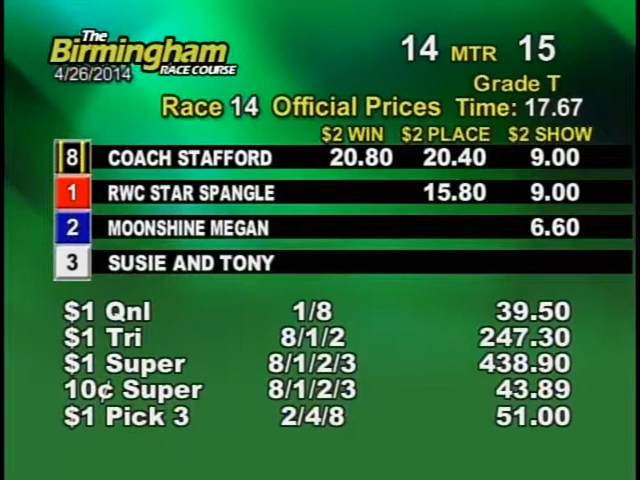 The
Birmingham
RACE COURSE
4/26/2014
14 MTR 15
Grade T
Race 14 Official Prices Time: 17.67
$2 WIN $2 PLACE $2 SHOW
8 COACH STAFFORD 20.80 20.40 9.00
1 RWC STAR SPANGLE 15.80 9.00
2 MOONSHINE MEGAN 6.60
3 SUSIE AND TONY
$1 Qnl 1/8 39.50
$1 Tri 8/1/2 247.30
$1 Super 8/1/2/3 438.90
10¢ Super 8/1/2/3 43.89
$1 Pick 3 2/4/8 51.00